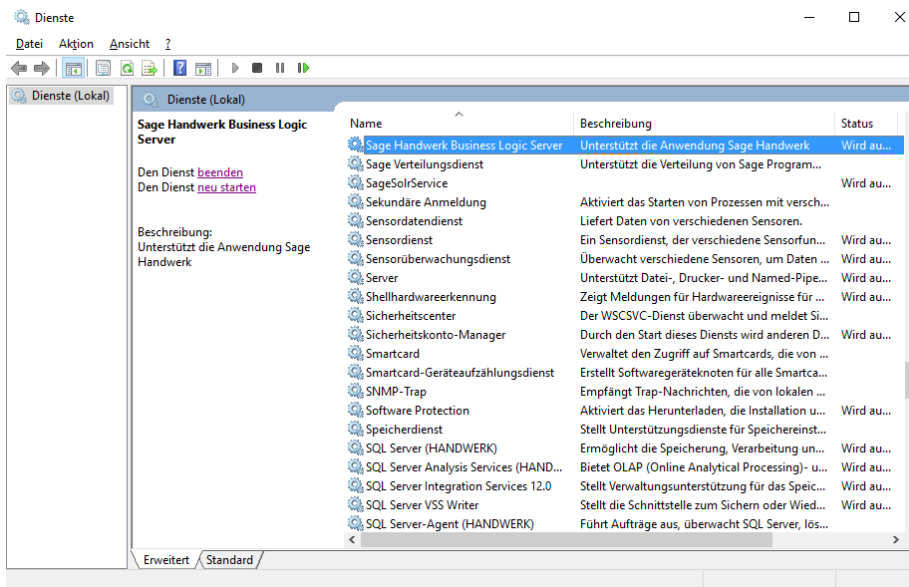 Dienste
Datei Aktion Ansicht ?
Dienste (Lokal)
Dienste (Lokal)
Sage Handwerk Business Logic
Server
Den Dienst beenden
Den Dienst neu starten
Beschreibung:
Unterstützt die Anwendung Sage
Handwerk
Name Beschreibung Status
Sage Handwerk Business Logic Server Unterstützt die Anwendung Sage Handwerk Wird au...
Sage Verteilungsdienst Unterstützt die Verteilung von Sage Program...
SageSolrService Wird au...
Sekundäre Anmeldung Aktiviert das Starten von Prozessen mit versch...
Sensordatendienst Liefert Daten von verschiedenen Sensoren.
Sensordienst Ein Sensordienst, der verschiedene Sensorfun... Wird au...
Sensorüberwachungsdienst Überwacht verschiedene Sensoren, um Daten ... Wird au...
Server Unterstützt Datei-, Drucker- und Named-Pipe... Wird au...
Shellhardwareerkennung Zeigt Meldungen für Hardwareereignisse für ... Wird au...
Sicherheitscenter Der WSCSVC-Dienst überwacht und meldet Si...
Sicherheitskonto-Manager Durch den Start dieses Diensts wird anderen D... Wird au...
Smartcard Verwaltet den Zugriff auf Smartcards, die von ...
Smartcard-Geräteaufzählungsdienst Erstellt Softwaregeräteknoten für alle Smartca...
SNMP-Trap Empfängt Trap-Nachrichten, die von lokalen ...
Software Protection Aktiviert das Herunterladen, die Installation u... Wird au...
Speicherdienst Stellt Unterstützungsdienste für Speichereinst...
SQL Server (HANDWERK) Ermöglicht die Speicherung, Verarbeitung un... Wird au...
SQL Server Analysis Services (HAND... Bietet OLAP (Online Analytical Processing)- u... Wird au...
SQL Server Integration Services 12.0 Stellt Verwaltungsunterstützung für das Speic... Wird au...
SQL Server VSS Writer Stellt die Schnittstelle zum Sichern oder Wied... Wird au...
SQL Server-Agent (HANDWERK) Führt Aufträge aus, überwacht SQL Server, lös... Wird au...
Erweitert Standard